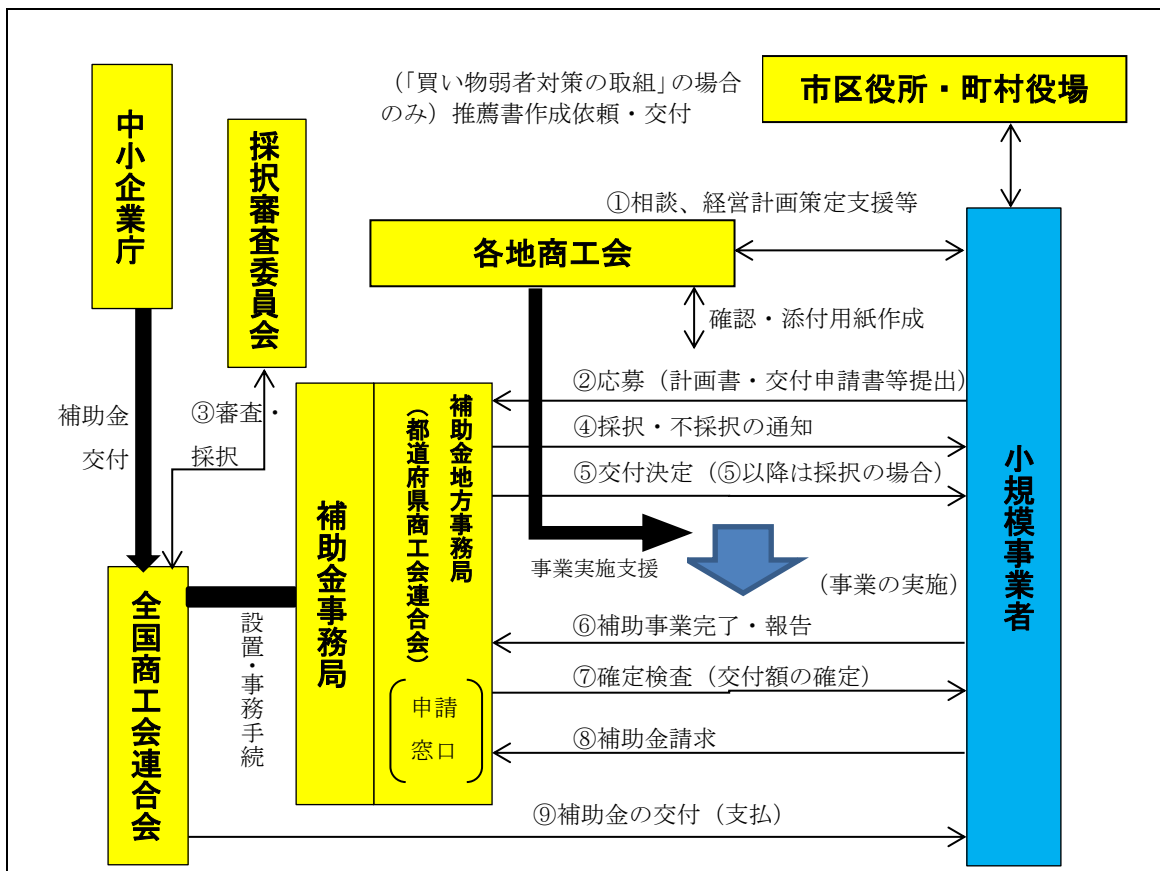 （「買い物弱者対策の取組」の場合
のみ）推薦書作成依頼・交付
市区役所・町村役場
中小企業庁
採択審査委員会
①相談、経営計画策定支援等
各地商工会
確認・添付用紙作成
補助金
交付
③審査・
採択
②応募（計画書・交付申請書等提出）
④採択・不採択の通知
⑤交付決定（⑤以降は採択の場合）
小規模事業者
補助金事務局
補助金地方事務局
（都道府県商工会連合会）
申請
窓口
事業実施支援
（事業の実施）
全国商工会連合会
設置・事務手続
⑥補助事業完了・報告
⑦確定検査（交付額の確定）
⑧補助金請求
⑨補助金の交付（支払）